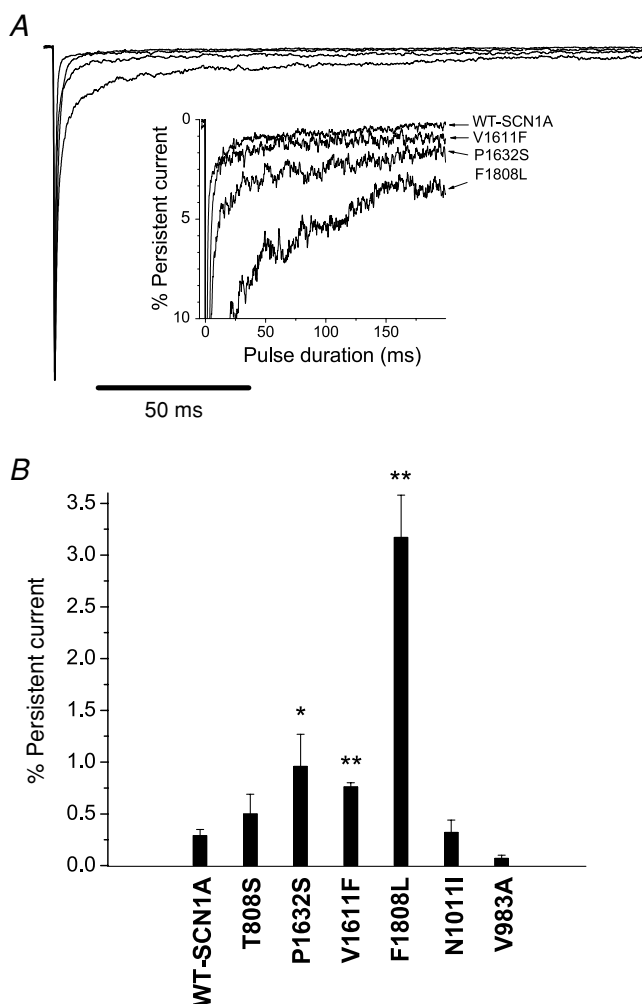 A
0
5
10
% Persistent current
WT-SCN1A
V1611F
P1632S
F1808L
0 50 100 150
Pulse duration (ms)
50 ms
B
% Persistent current
3.5
3.0
2.5
2.0
1.5
1.0
0.5
0.0
**
*
**
WT-SCN1A
T808S
P1632S
V1611F
F1808L
N1011I
V983A